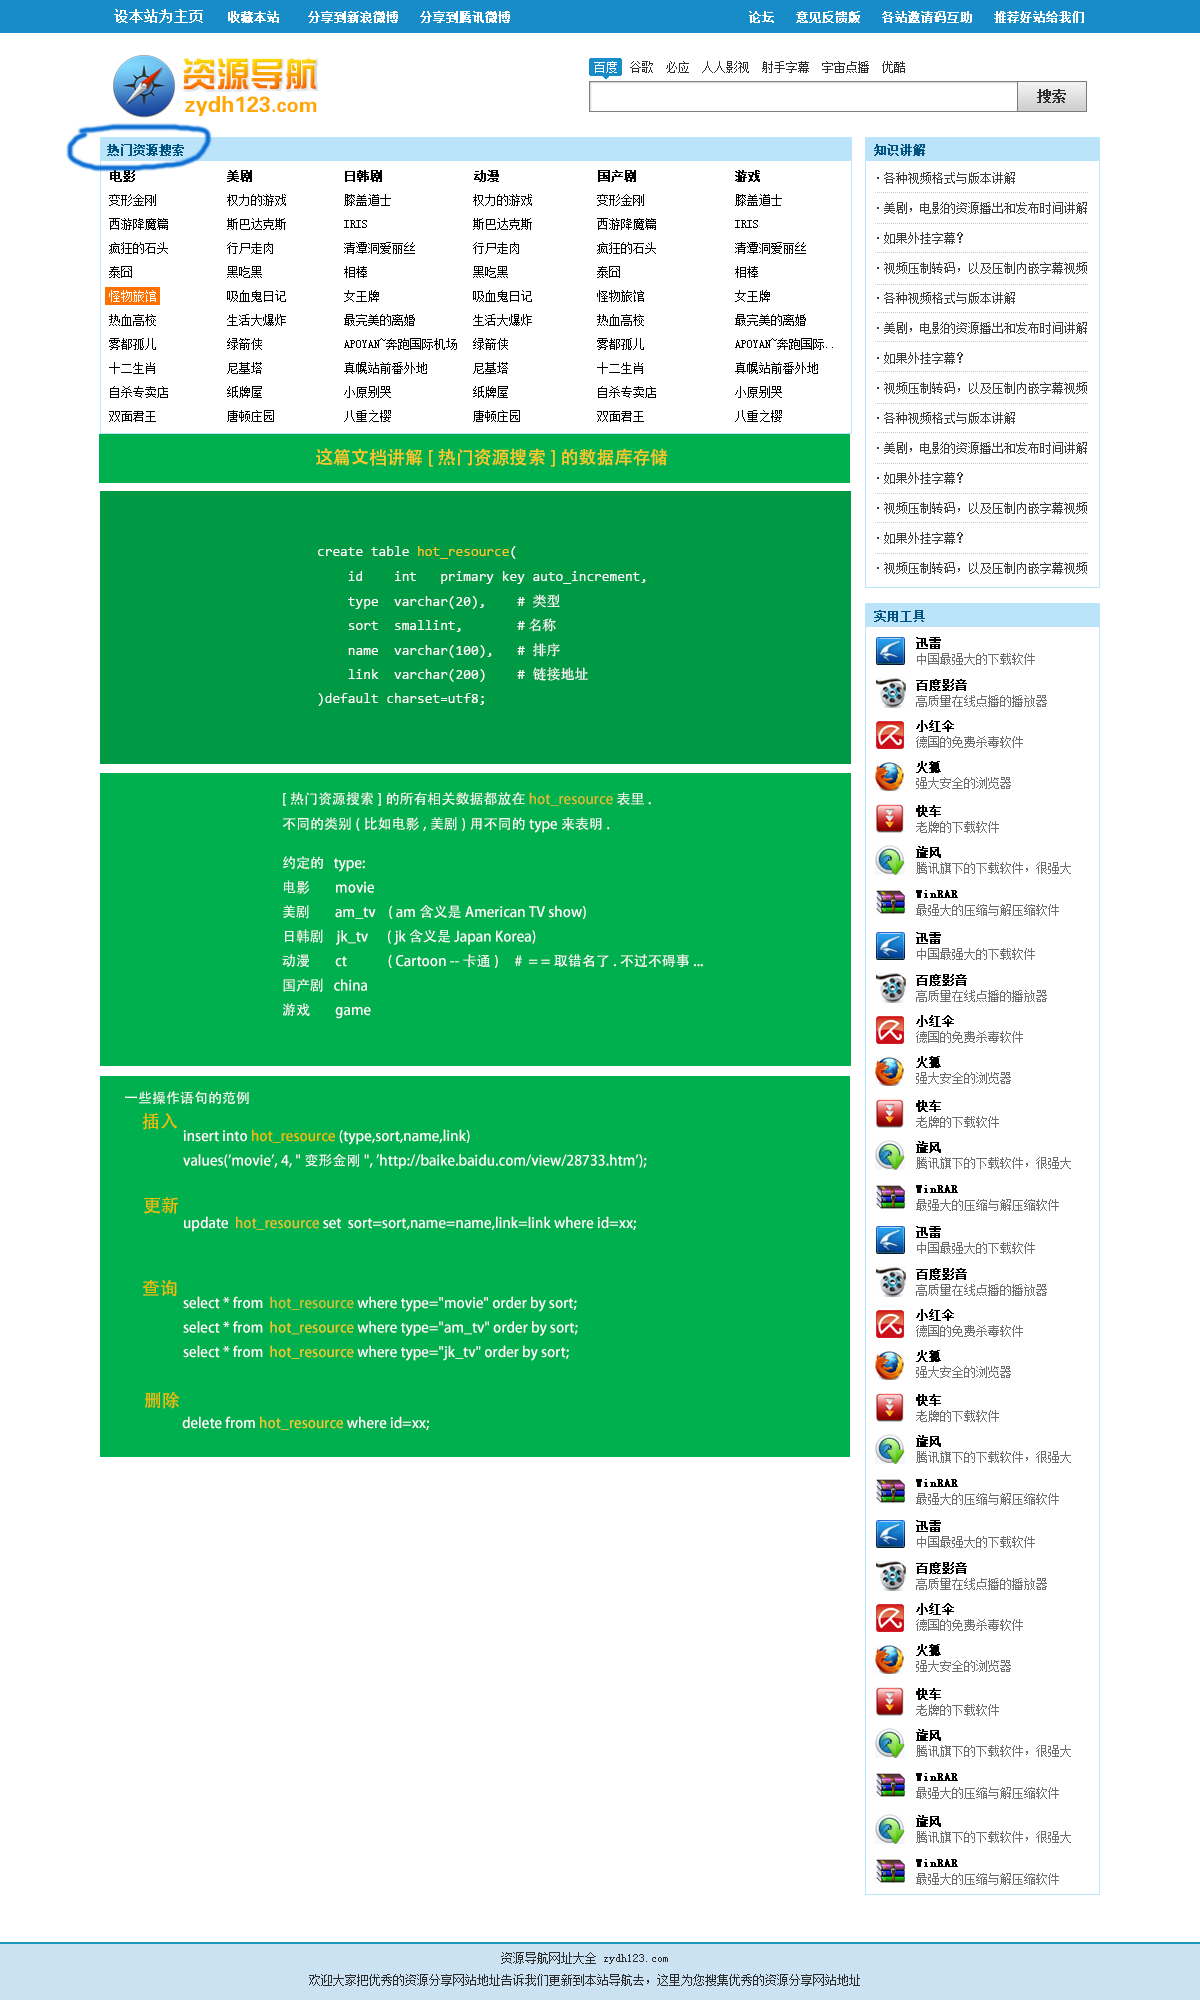 设本站为主页 收藏本站 分享到新浪微博 分享到腾讯微博 论坛 意见反馈版 各站邀请码互助 推荐好站给我们
资源导航
zydh123.com
百度 谷歌 必应 人人影视 射手字幕 宇宙点播 优酷
搜索
热门资源搜索
电影 美剧 日韩剧 动漫 国产剧 游戏
变形金刚 权力的游戏 膝盖道士 权力的游戏 变形金刚 膝盖道士
西游降魔篇 斯巴达克斯 IRIS 斯巴达克斯 西游降魔篇 IRIS
疯狂的石头 行尸走肉 清潭洞爱丽丝 行尸走肉 疯狂的石头 清潭洞爱丽丝
泰囧 黑吃黑 相棒 黑吃黑 泰囧 相棒
怪物旅馆 吸血鬼日记 女王牌 吸血鬼日记 怪物旅馆 女王牌
热血高校 生活大爆炸 最完美的离婚 生活大爆炸 热血高校 最完美的离婚
雾都孤儿 绿箭侠 APOYAN~奔跑国际机场 绿箭侠 雾都孤儿 APOYAN~奔跑国际..
十二生肖 尼基塔 真幌站前番外地 尼基塔 十二生肖 真幌站前番外地
自杀专卖店 纸牌屋 小原别哭 纸牌屋 自杀专卖店 小原别哭
双面君王 唐顿庄园 八重之樱 唐顿庄园 双面君王 八重之樱
这篇文档讲解 [ 热门资源搜索 ] 的数据库存储
create table hot_resource(
id int primary key auto_increment,
type varchar(20), # 类型
sort smallint, # 名称
name varchar(100), # 排序
link varchar(200) # 链接地址
)default charset=utf8;
[ 热门资源搜索 ] 的所有相关数据都放在 hot_resource 表里 .
不同的类别 ( 比如电影 , 美剧 ) 用不同的 type 来表明 .
约定的 type:
电影 movie
美剧 am_tv ( am 含义是 American TV show)
日韩剧 jk_tv ( jk 含义是 Japan Korea)
动漫 ct ( Cartoon -- 卡通 ) # = = 取错名了 . 不过不碍事 ...
国产剧 china
游戏 game
一些操作语句的范例
插入
insert into hot_resource (type,sort,name,link)
values('movie', 4, " 变形金刚 ", 'http://baike.baidu.com/view/28733.htm');
更新
update hot_resource set sort=sort,name=name,link=link where id=xx;
查询
select * from hot_resource where type="movie" order by sort;
select * from hot_resource where type="am_tv" order by sort;
select * from hot_resource where type="jk_tv" order by sort;
删除
delete from hot_resource where id=xx;
知识讲解
· 各种视频格式与版本讲解
· 美剧，电影的资源播出和发布时间讲解
· 如果外挂字幕？
· 视频压制转码，以及压制内嵌字幕视频
· 各种视频格式与版本讲解
· 美剧，电影的资源播出和发布时间讲解
· 如果外挂字幕？
· 视频压制转码，以及压制内嵌字幕视频
· 各种视频格式与版本讲解
· 美剧，电影的资源播出和发布时间讲解
· 如果外挂字幕？
· 视频压制转码，以及压制内嵌字幕视频
· 如果外挂字幕？
· 视频压制转码，以及压制内嵌字幕视频
实用工具
迅雷
中国最强大的下载软件
百度影音
高质里在线点播的播放器
小红伞
德国的免费杀毒软件
火狐
强大安全的浏览器
快车
老牌的下载软件
旋风
腾讯旗下的下载软件，很强大
WinRAR
最强大的压缩与解压缩软件
迅雷
中国最强大的下载软件
百度影音
高质里在线点播的播放器
小红伞
德国的免费杀毒软件
火狐
强大安全的浏览器
快车
老牌的下载软件
旋风
腾讯旗下的下载软件，很强大
WinRAR
最强大的压缩与解压缩软件
迅雷
中国最强大的下载软件
百度影音
高质里在线点播的播放器
小红伞
德国的免费杀毒软件
火狐
强大安全的浏览器
快车
老牌的下载软件
旋风
腾讯旗下的下载软件，很强大
WinRAR
最强大的压缩与解压缩软件
迅雷
中国最强大的下载软件
百度影音
高质里在线点播的播放器
小红伞
德国的免费杀毒软件
火狐
强大安全的浏览器
快车
老牌的下载软件
旋风
腾讯旗下的下载软件，很强大
WinRAR
最强大的压缩与解压缩软件
旋风
腾讯旗下的下载软件，很强大
WinRAR
最强大的压缩与解压缩软件
资源导航网址大全 zydh123.com
欢迎大家把优秀的资源分享网站地址告诉我们更新到本站导航去，这里为您搜集优秀的资源分享网站地址